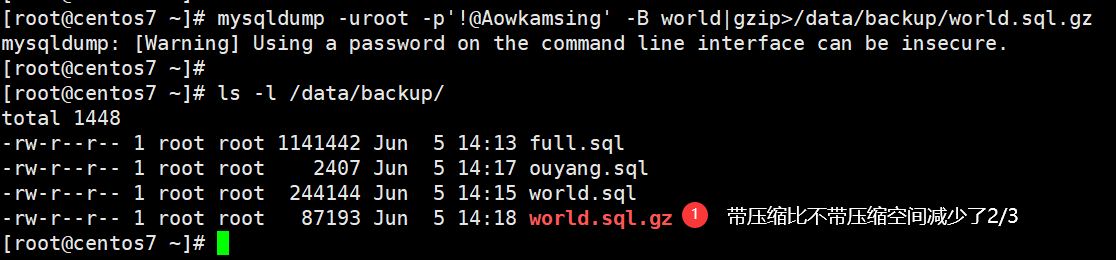 [root@centos7 ~]# mysqldump -uroot -p'!@Aowkamsing' -B world|gzip>/data/backup/world.sql.gz
mysqldump: [Warning] Using a password on the command line interface can be insecure.
[root@centos7 ~]#
[root@centos7 ~]# ls -l /data/backup/
total 1448
-rw-r--r-- 1 root root 1141442 Jun  5 14:13 full.sql
-rw-r--r-- 1 root root    2407 Jun  5 14:17 ouyang.sql
-rw-r--r-- 1 root root  244144 Jun  5 14:15 world.sql
-rw-r--r-- 1 root root   87193 Jun  5 14:18 world.sql.gz 1 带压缩比不带压缩空间减少了2/3
[root@centos7 ~]#